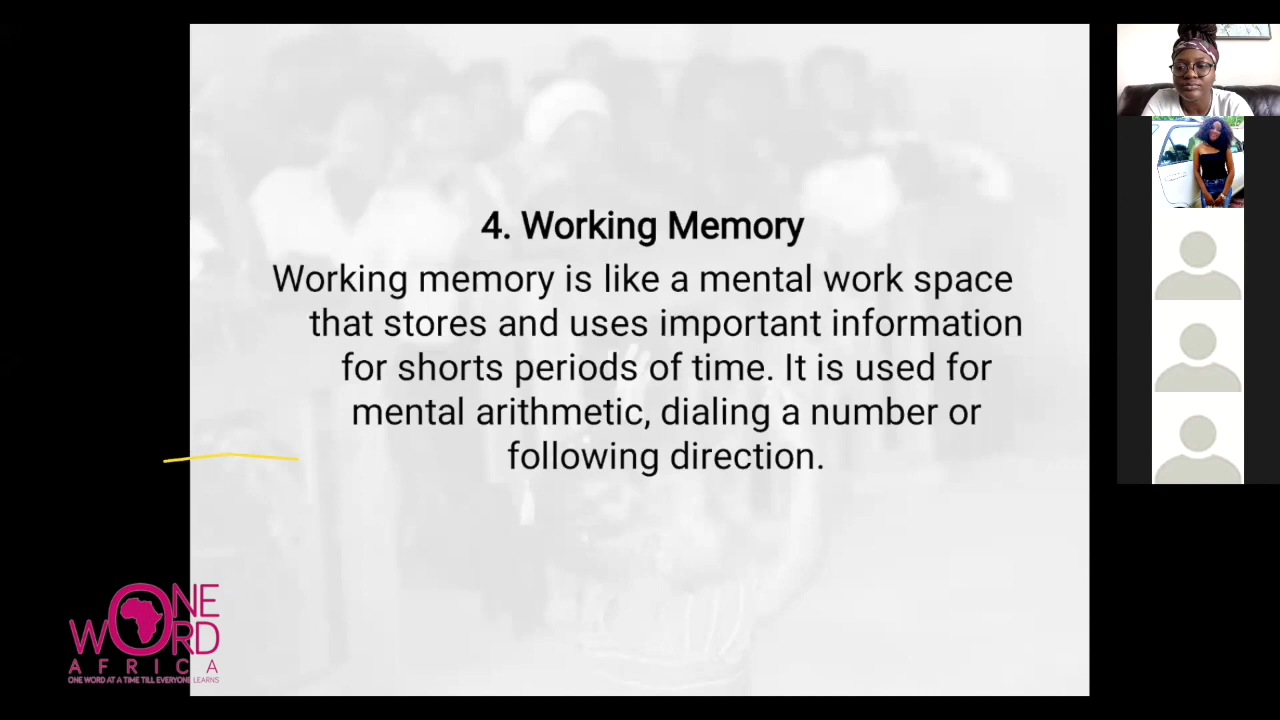 4. Working Memory
Working memory is like a mental work space
that stores and uses important information
for shorts periods of time. It is used for
mental arithmetic, dialing a number or
following direction.
ONE
WORD
AFRICA
ONE WORD AT A TIME TILL EVERYONE LEARNS